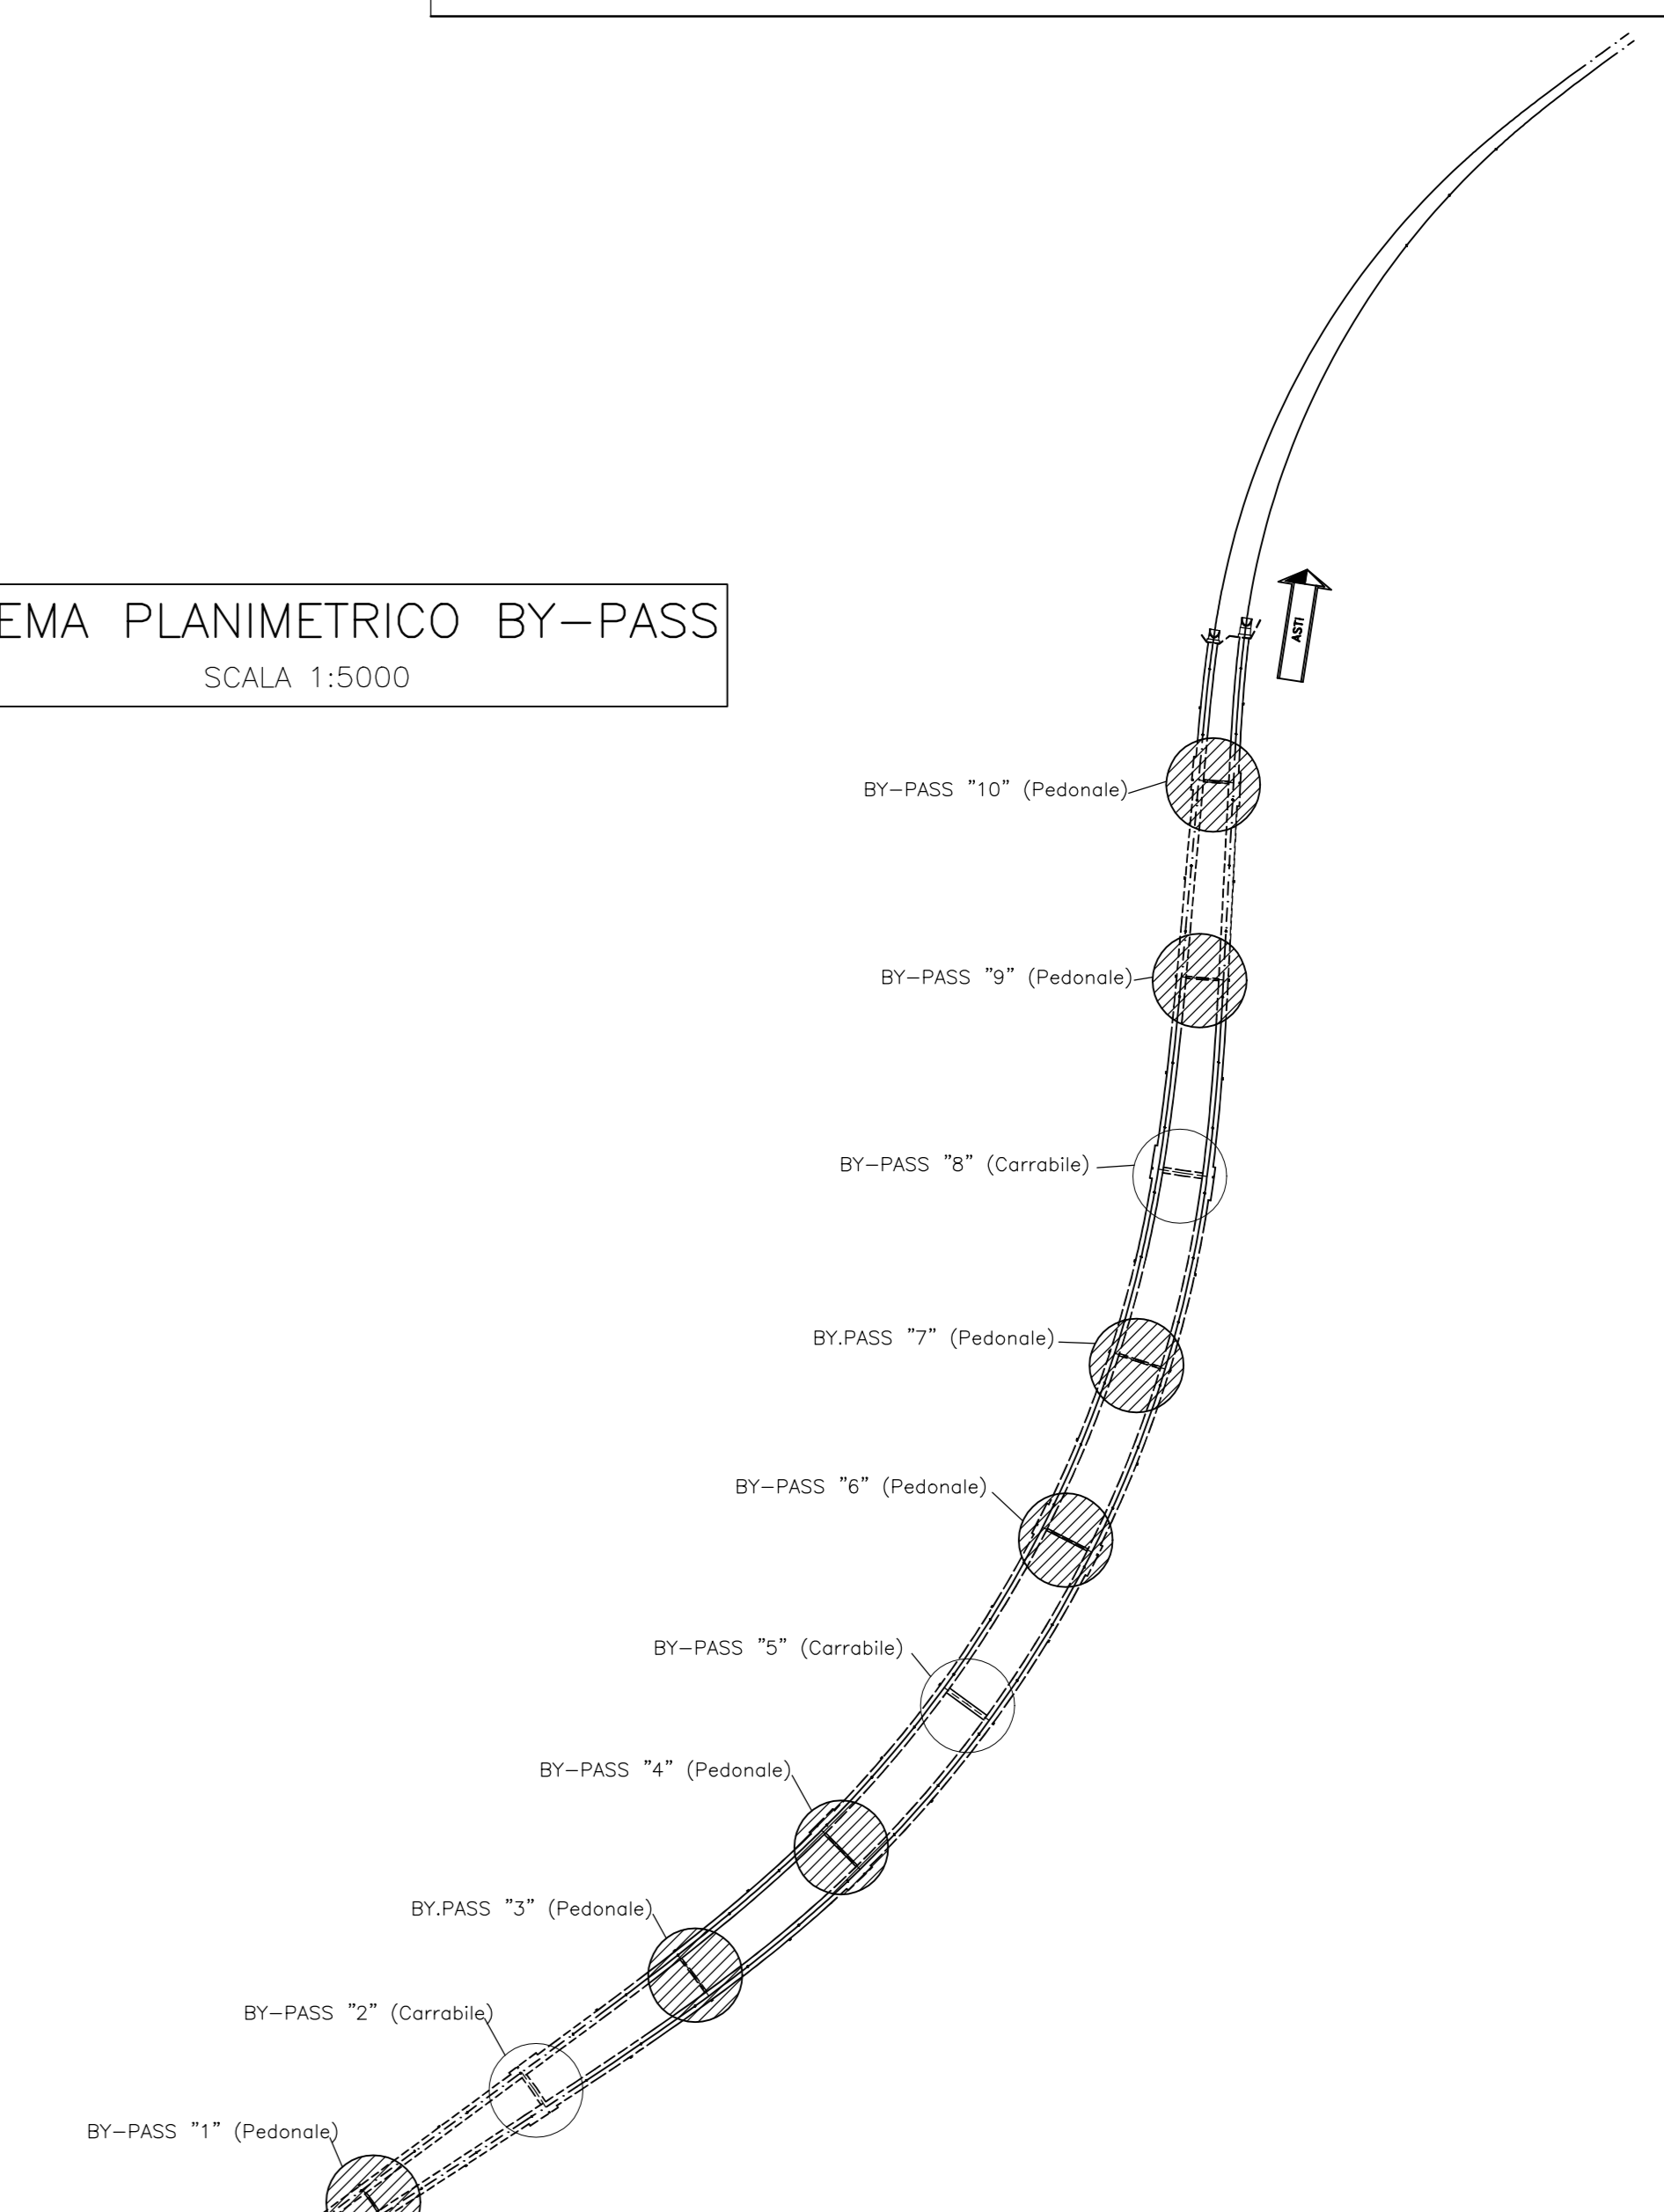 EMA PLANIMETRICO BY-PASS
SCALA 1:5000
ASTI
BY-PASS "10" (Pedonale)
BY-PASS "9" (Pedonale)
BY-PASS "8" (Carrabile)
BY.PASS "7" (Pedonale)
BY-PASS "6" (Pedonale)
BY-PASS "5" (Carrabile)
BY-PASS "4" (Pedonale)
BY.PASS "3" (Pedonale)
BY-PASS "2" (Carrabile)
BY-PASS "1" (Pedonale)